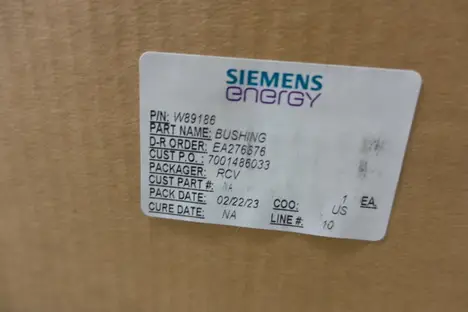 SIEMENS
energy
P/N: W89186
PART NAME: BUSHING
D-R ORDER: EA276676
CUST P.O. : 7001486033
PACKAGER: RCV
CUST PART #: NA
PACK DATE: 02/22/23 COO: 1 EA.
CURE DATE: NA LINE #: US
10